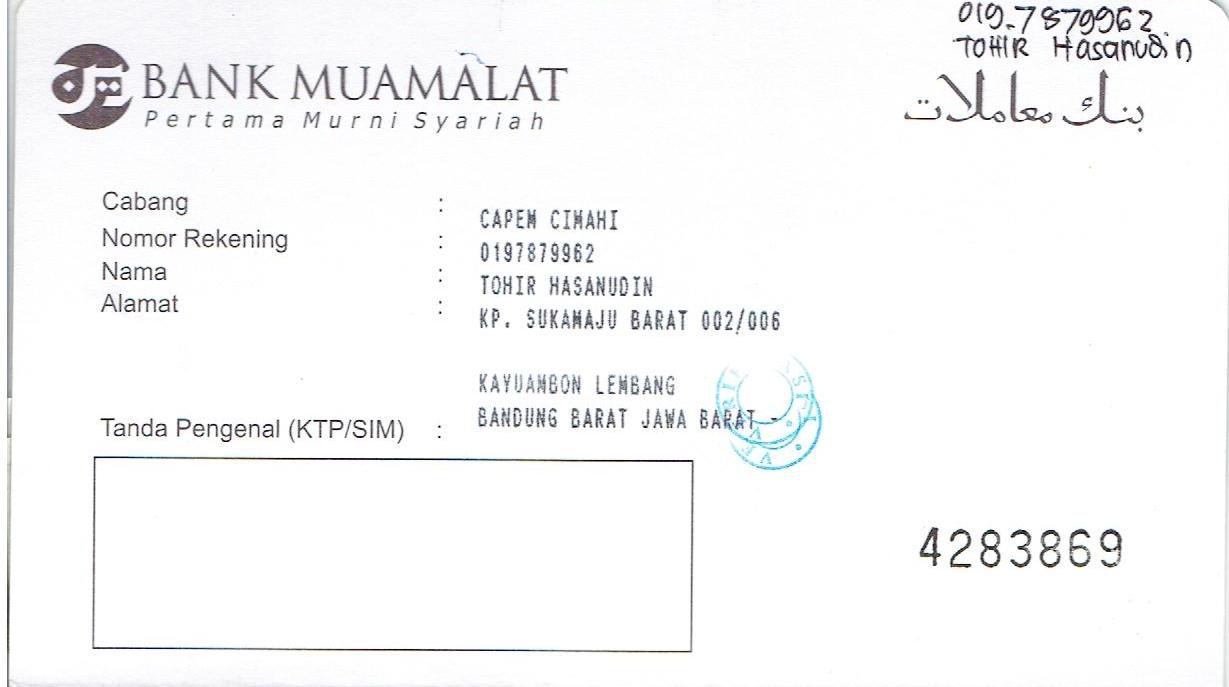 019-7879962
TOHIR Hasanudin
BANK MUAMALAT
Pertama Murni Syariah
بنك معاملات
Cabang : CAPEM CIMAHI
Nomor Rekening : 0197879962
Nama : TOHIR HASANUDIN
Alamat : KP. SUKAMAJU BARAT 002/006
KAYUAMBON LEMBANG
BANDUNG BARAT JAWA BARAT -
Tanda Pengenal (KTP/SIM) :
4283869